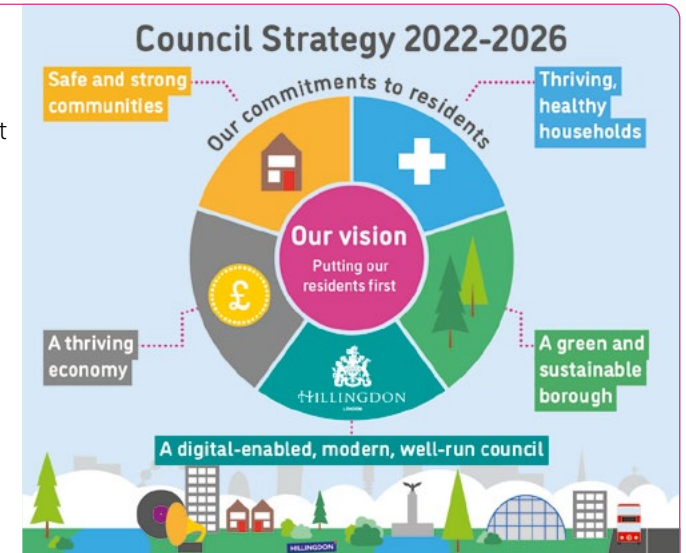 Council Strategy 2022-2026
Our commitments to residents
Safe and strong
communities
Thriving,
healthy
households
t
Our vision
Putting our
residents first
£
A thriving
economy
A green and
sustainable
borough
HILLINGDON
LONDON
A digital-enabled, modern, well-run council
HILLINGDON